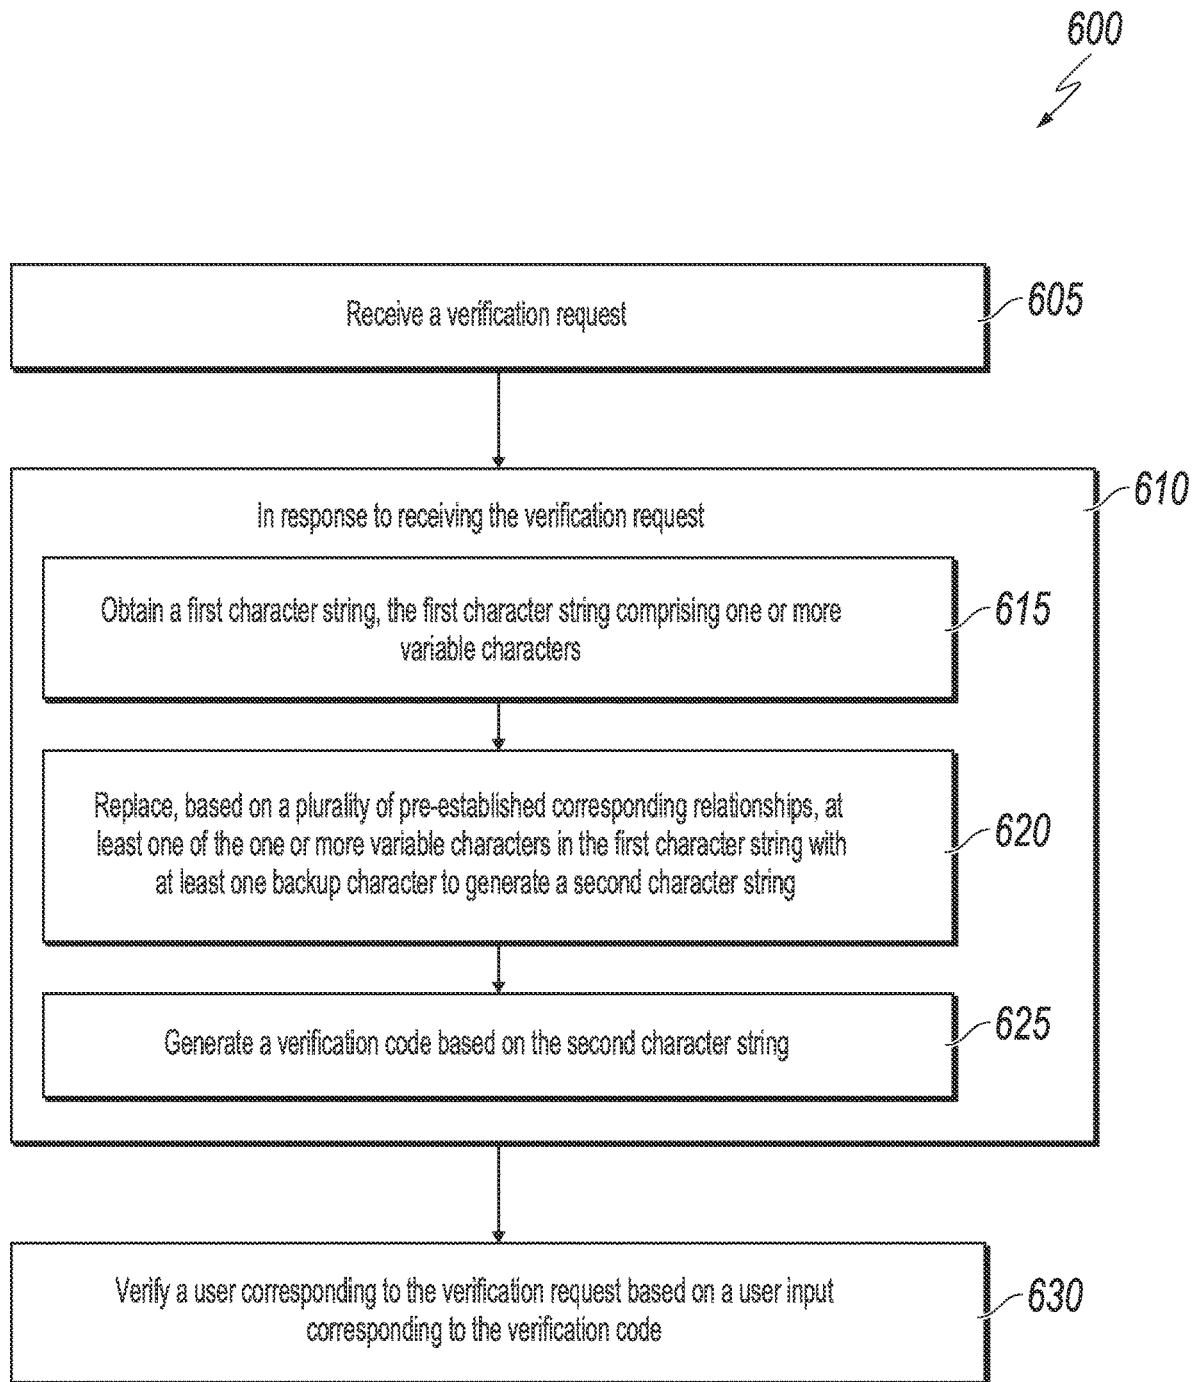 600
Receive a verification request
605
In response to receiving the verification request
610
Obtain a first character string, the first character string comprising one or more
variable characters
615
Replace, based on a plurality of pre-established corresponding relationships, at
least one of the one or more variable characters in the first character string with
at least one backup character to generate a second character string
620
Generate a verification code based on the second character string
625
Verify a user corresponding to the verification request based on a user input
corresponding to the verification code
630